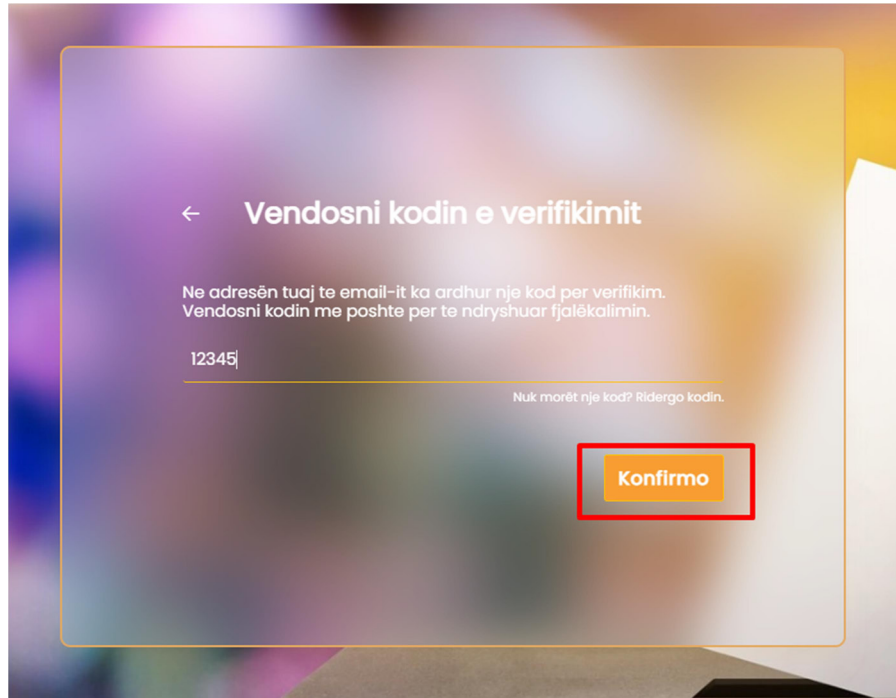 Vendosni kodin e verifikimit
Ne adresën tuaj te email-it ka ardhur nje kod per verifikim.
Vendosni kodin me poshte per te ndryshuar fjalëkalimin.
12345
Nuk morët nje kod? Ridergo kodin.
Konfirmo